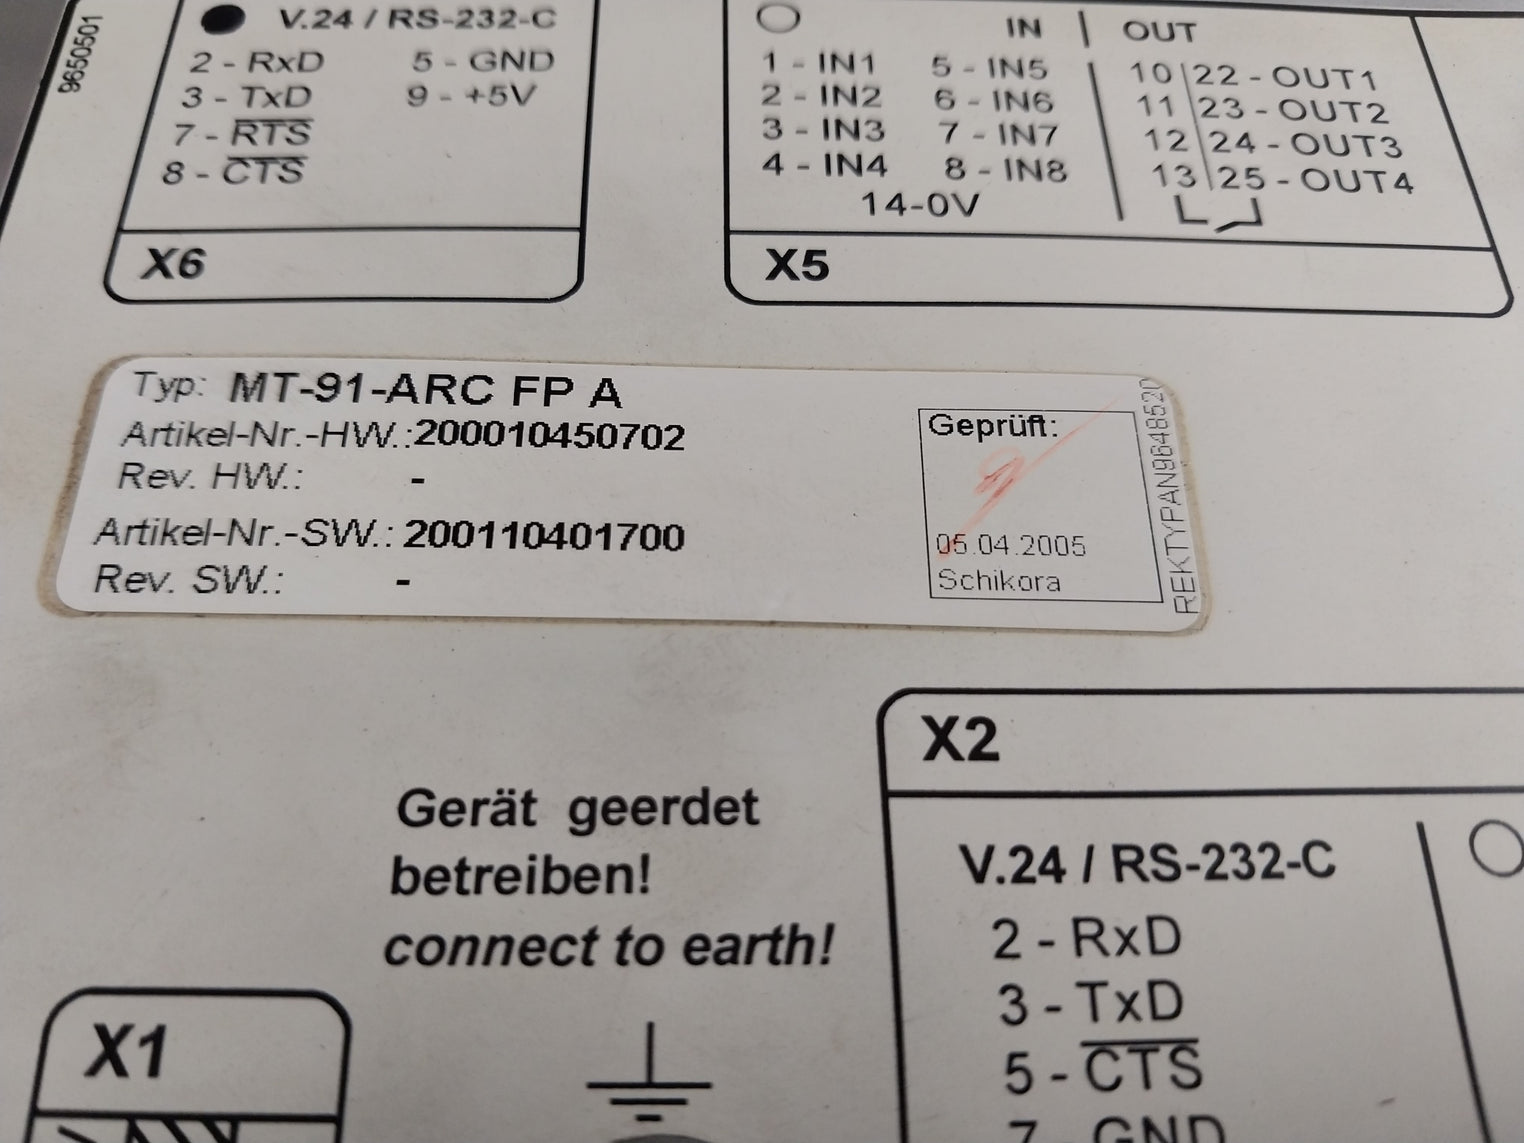 9650501
V.24 / RS-232-C
2 - RxD 5 - GND
3 - TxD 9 - +5V
7 - RTS
8 - CTS
X6
IN | OUT
1 - IN1 5 - IN5 10 | 22 - OUT1
2 - IN2 6 - IN6 11 | 23 - OUT2
3 - IN3 7 - IN7 12 | 24 - OUT3
4 - IN4 8 - IN8 13 | 25 - OUT4
14-0V
X5
Typ: MT-91-ARC FP A
Artikel-Nr.-HW.:200010450702
Rev. HW.: -
Artikel-Nr.-SW.: 200110401700
Rev. SW.: -
Geprüft:
05.04.2005
Schikora
REKTYPAN9648520
Gerät geerdet
betreiben!
connect to earth!
X1
X2
V.24 / RS-232-C
2 - RxD
3 - TxD
5 - CTS
7 GND